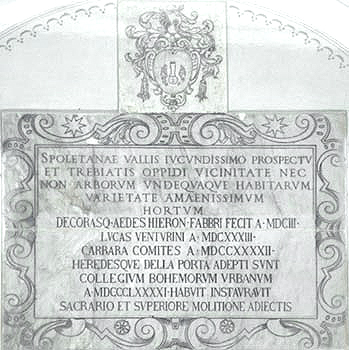 SPOLETANAE VALLIS IVCVNDISSIMO PROSPECTV
ET TREBIATIS OPPIDI VICINITATE NEC
NON ARBORVM VNDEQVAQVE HABITARVM
VARIETATE AMAENISSIMVM
HORTVM
DECORASQ·AEDES HIERON·FABBRI FECIT A·MDCIII·
LVCAS VENTVRINI A·MDCXXXIII·
CARRARA COMITES A·MDCCXXXXII·
HEREDESQVE DELLA PORTA ADEPTI SVNT
COLLEGIVM BOHEMORVM VRBANVM
A·MDCCCLXXXXI·HABVIT INSTAVRAVIT
SACRARIO ET SVPERIORE MOLITIONE ADIECTIS